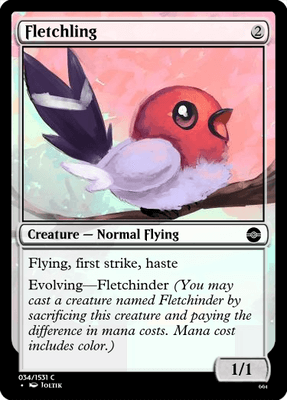 Fletchling 2
Creature — Normal Flying
Flying, first strike, haste
Evolving—Fletchinder (You may
cast a creature named Fletchinder by
sacrificing this creature and paying the
difference in mana costs. Mana cost
includes color.)
1/1
034/1531 C
JOLTIK